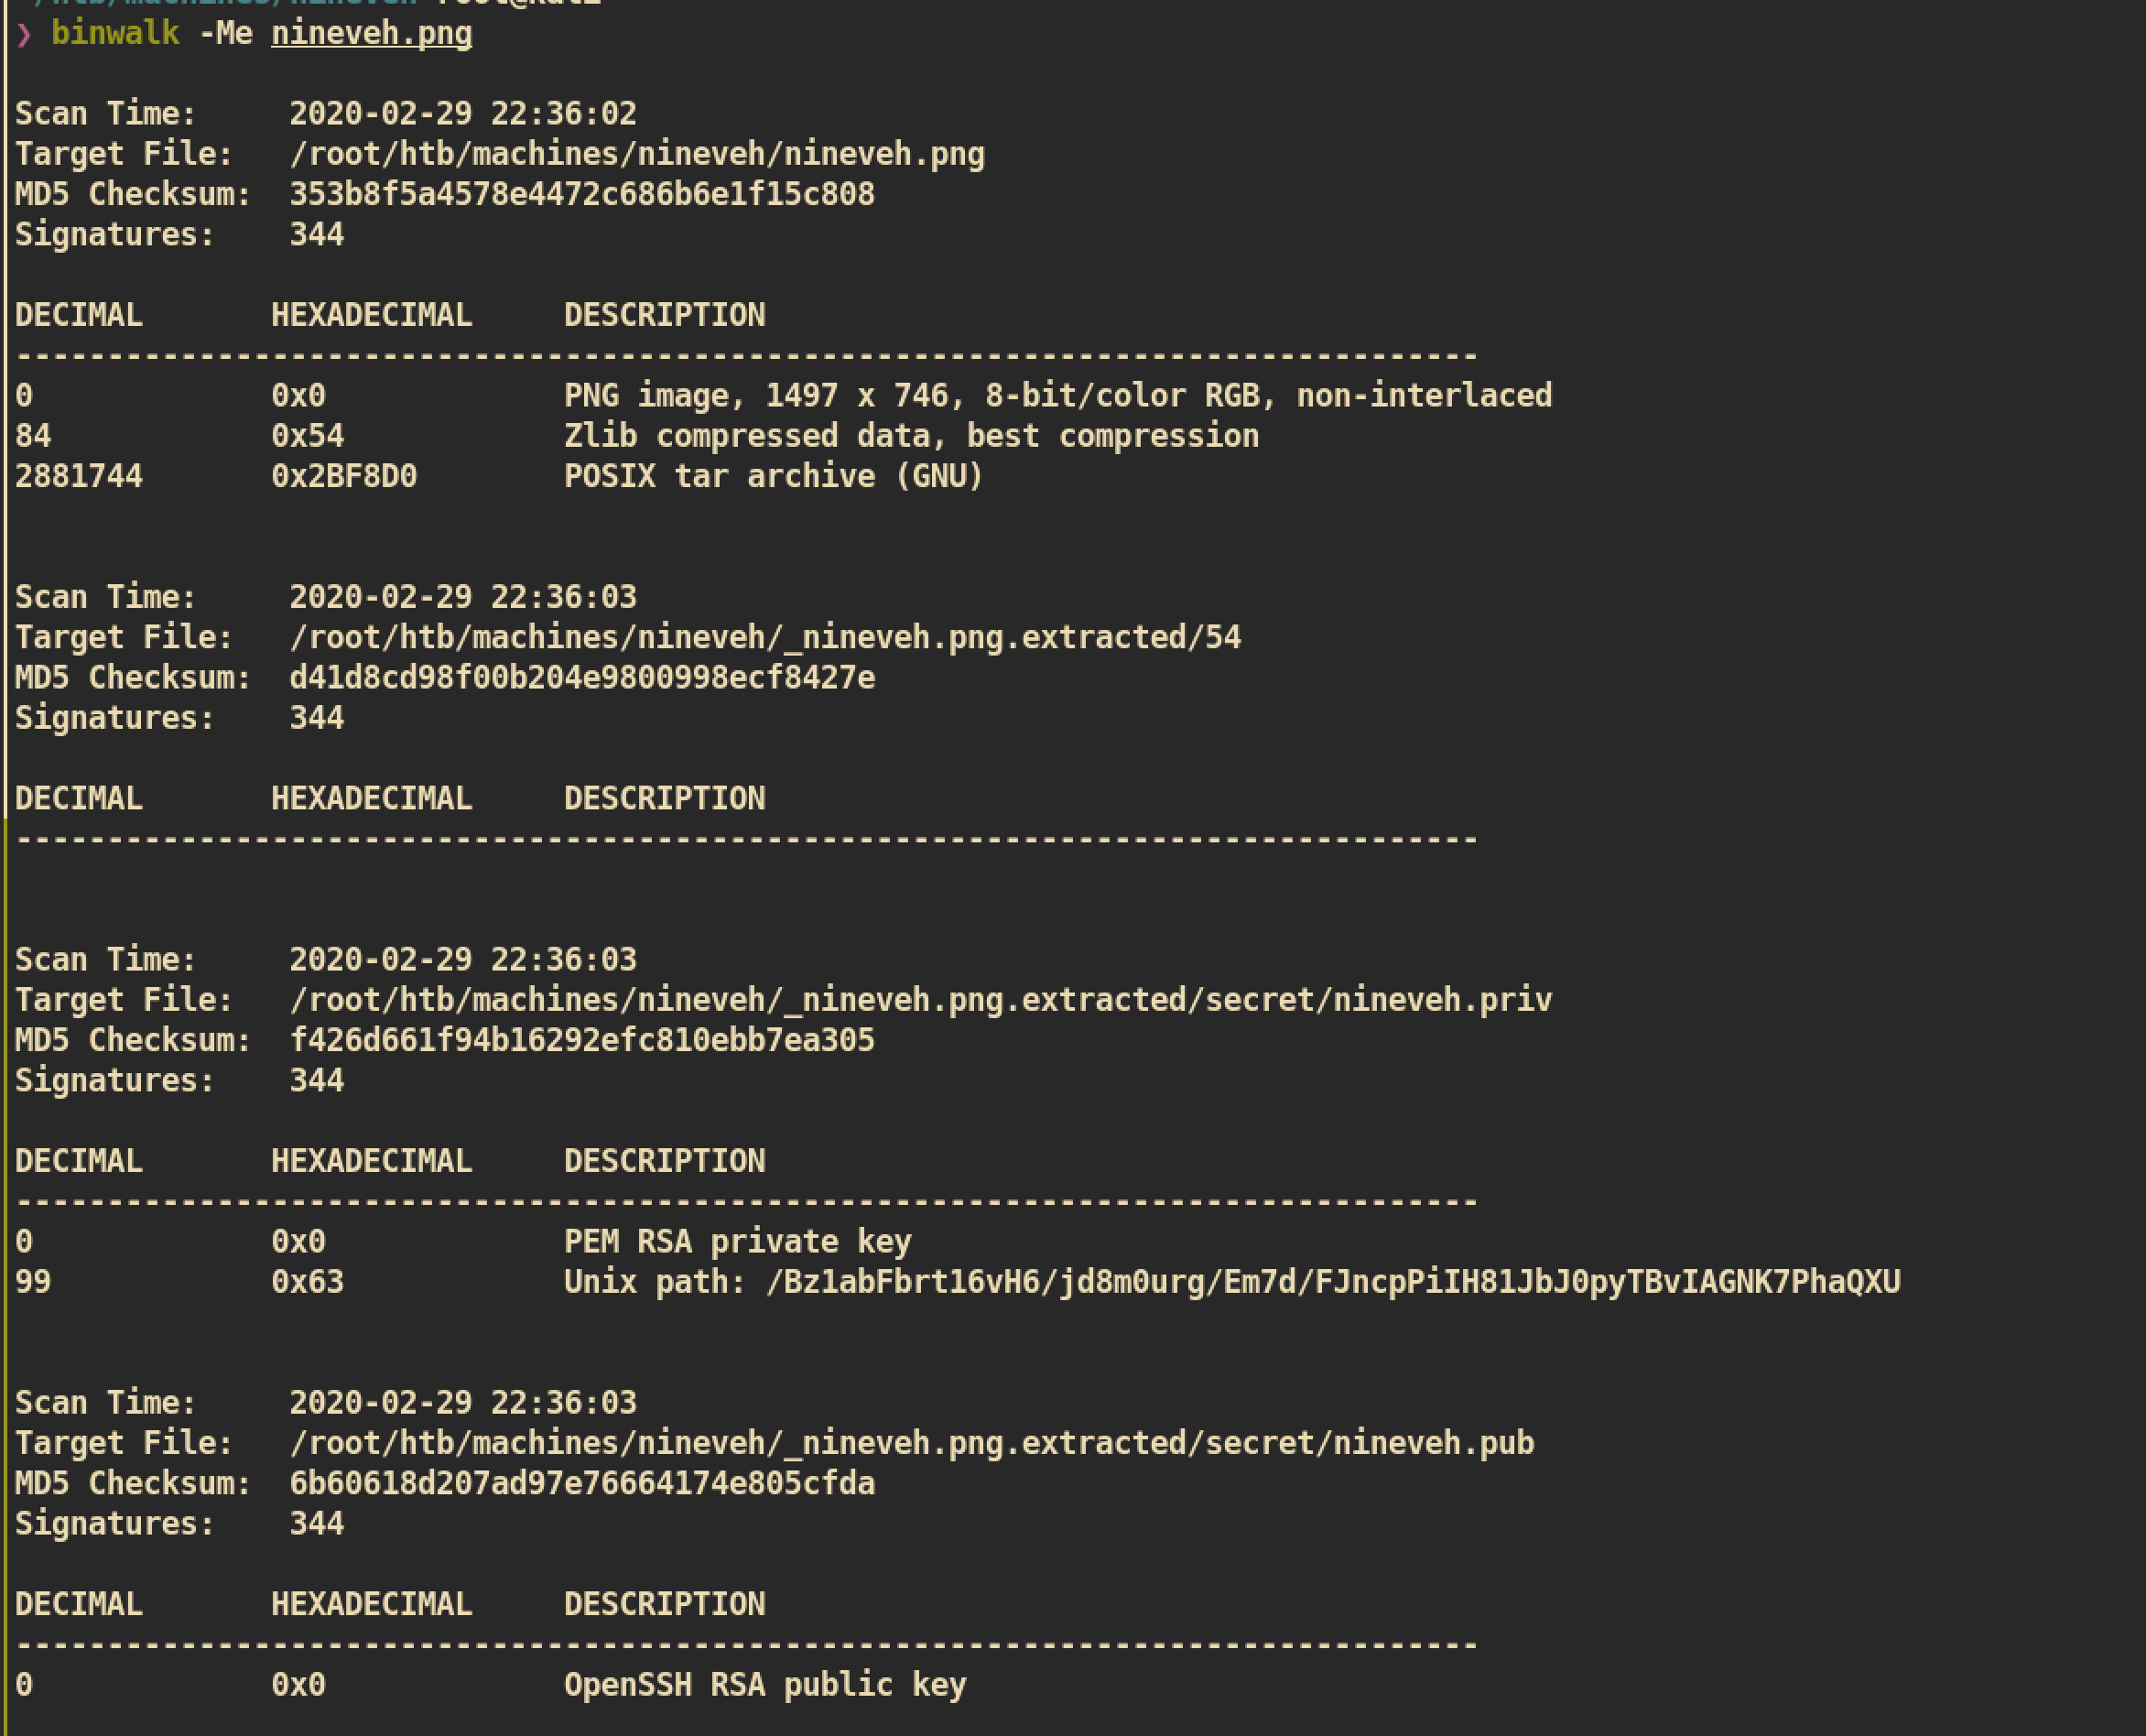 ❯ binwalk -Me nineveh.png
Scan Time:     2020-02-29 22:36:02
Target File:   /root/htb/machines/nineveh/nineveh.png
MD5 Checksum:  353b8f5a4578e4472c686b6e1f15c808
Signatures:    344
DECIMAL       HEXADECIMAL     DESCRIPTION
--------------------------------------------------------------------------------
0             0x0             PNG image, 1497 x 746, 8-bit/color RGB, non-interlaced
84            0x54            Zlib compressed data, best compression
2881744       0x2BF8D0        POSIX tar archive (GNU)
Scan Time:     2020-02-29 22:36:03
Target File:   /root/htb/machines/nineveh/_nineveh.png.extracted/54
MD5 Checksum:  d41d8cd98f00b204e9800998ecf8427e
Signatures:    344
DECIMAL       HEXADECIMAL     DESCRIPTION
--------------------------------------------------------------------------------
Scan Time:     2020-02-29 22:36:03
Target File:   /root/htb/machines/nineveh/_nineveh.png.extracted/secret/nineveh.priv
MD5 Checksum:  f426d661f94b16292efc810ebb7ea305
Signatures:    344
DECIMAL       HEXADECIMAL     DESCRIPTION
--------------------------------------------------------------------------------
0             0x0             PEM RSA private key
99            0x63            Unix path: /Bz1abFbrt16vH6/jd8m0urg/Em7d/FJncpPiIH81JbJ0pyTBvIAGNK7PhaQXU
Scan Time:     2020-02-29 22:36:03
Target File:   /root/htb/machines/nineveh/_nineveh.png.extracted/secret/nineveh.pub
MD5 Checksum:  6b60618d207ad97e76664174e805cfda
Signatures:    344
DECIMAL       HEXADECIMAL     DESCRIPTION
--------------------------------------------------------------------------------
0             0x0             OpenSSH RSA public key